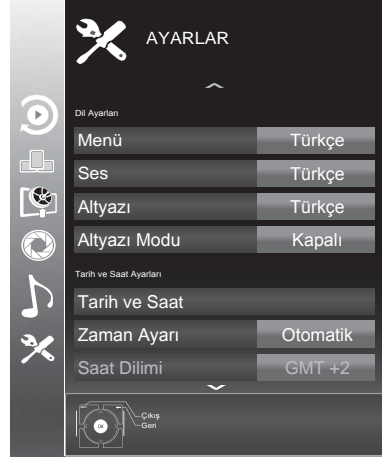 AYARLAR
Dil Ayarları
Menü Türkçe
Ses Türkçe
Altyazı Türkçe
Altyazı Modu Kapalı
Tarih ve Saat Ayarları
Tarih ve Saat
Zaman Ayarı Otomatik
Saat Dilimi GMT +2
Çıkış
Geri
OK